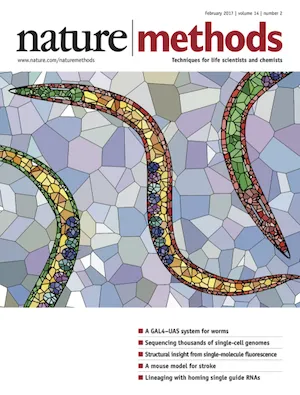 February 2017 | volume 14 | number 2
nature methods
www.nature.com/naturemethods Techniques for life scientists and chemists
A GAL4–UAS system for worms
Sequencing thousands of single-cell genomes
Structural insight from single-molecule fluorescence
A mouse model for stroke
Lineaging with homing single guide RNAs